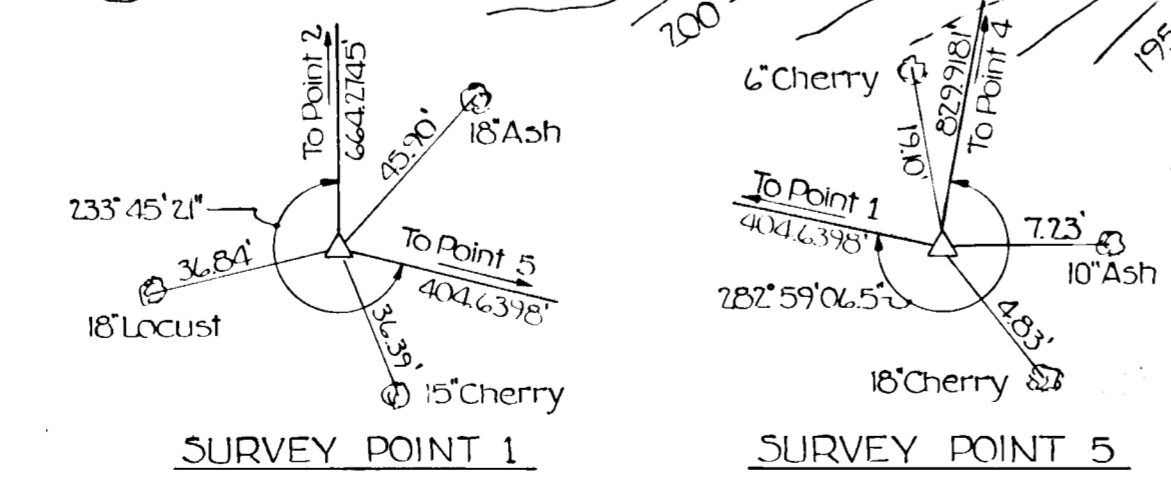 200
195
To Point 2
664.2745'
45.90'
18"Ash
233°45'21"
36.84'
18"Locust
To Point 5
404.6398'
36.39'
15"Cherry
SURVEY POINT 1
6"Cherry
19.10'
829.9181'
To Point 4
To Point 1
404.6398'
7.23'
10"Ash
282°59'06.5"
4.83'
18"Cherry
SURVEY POINT 5